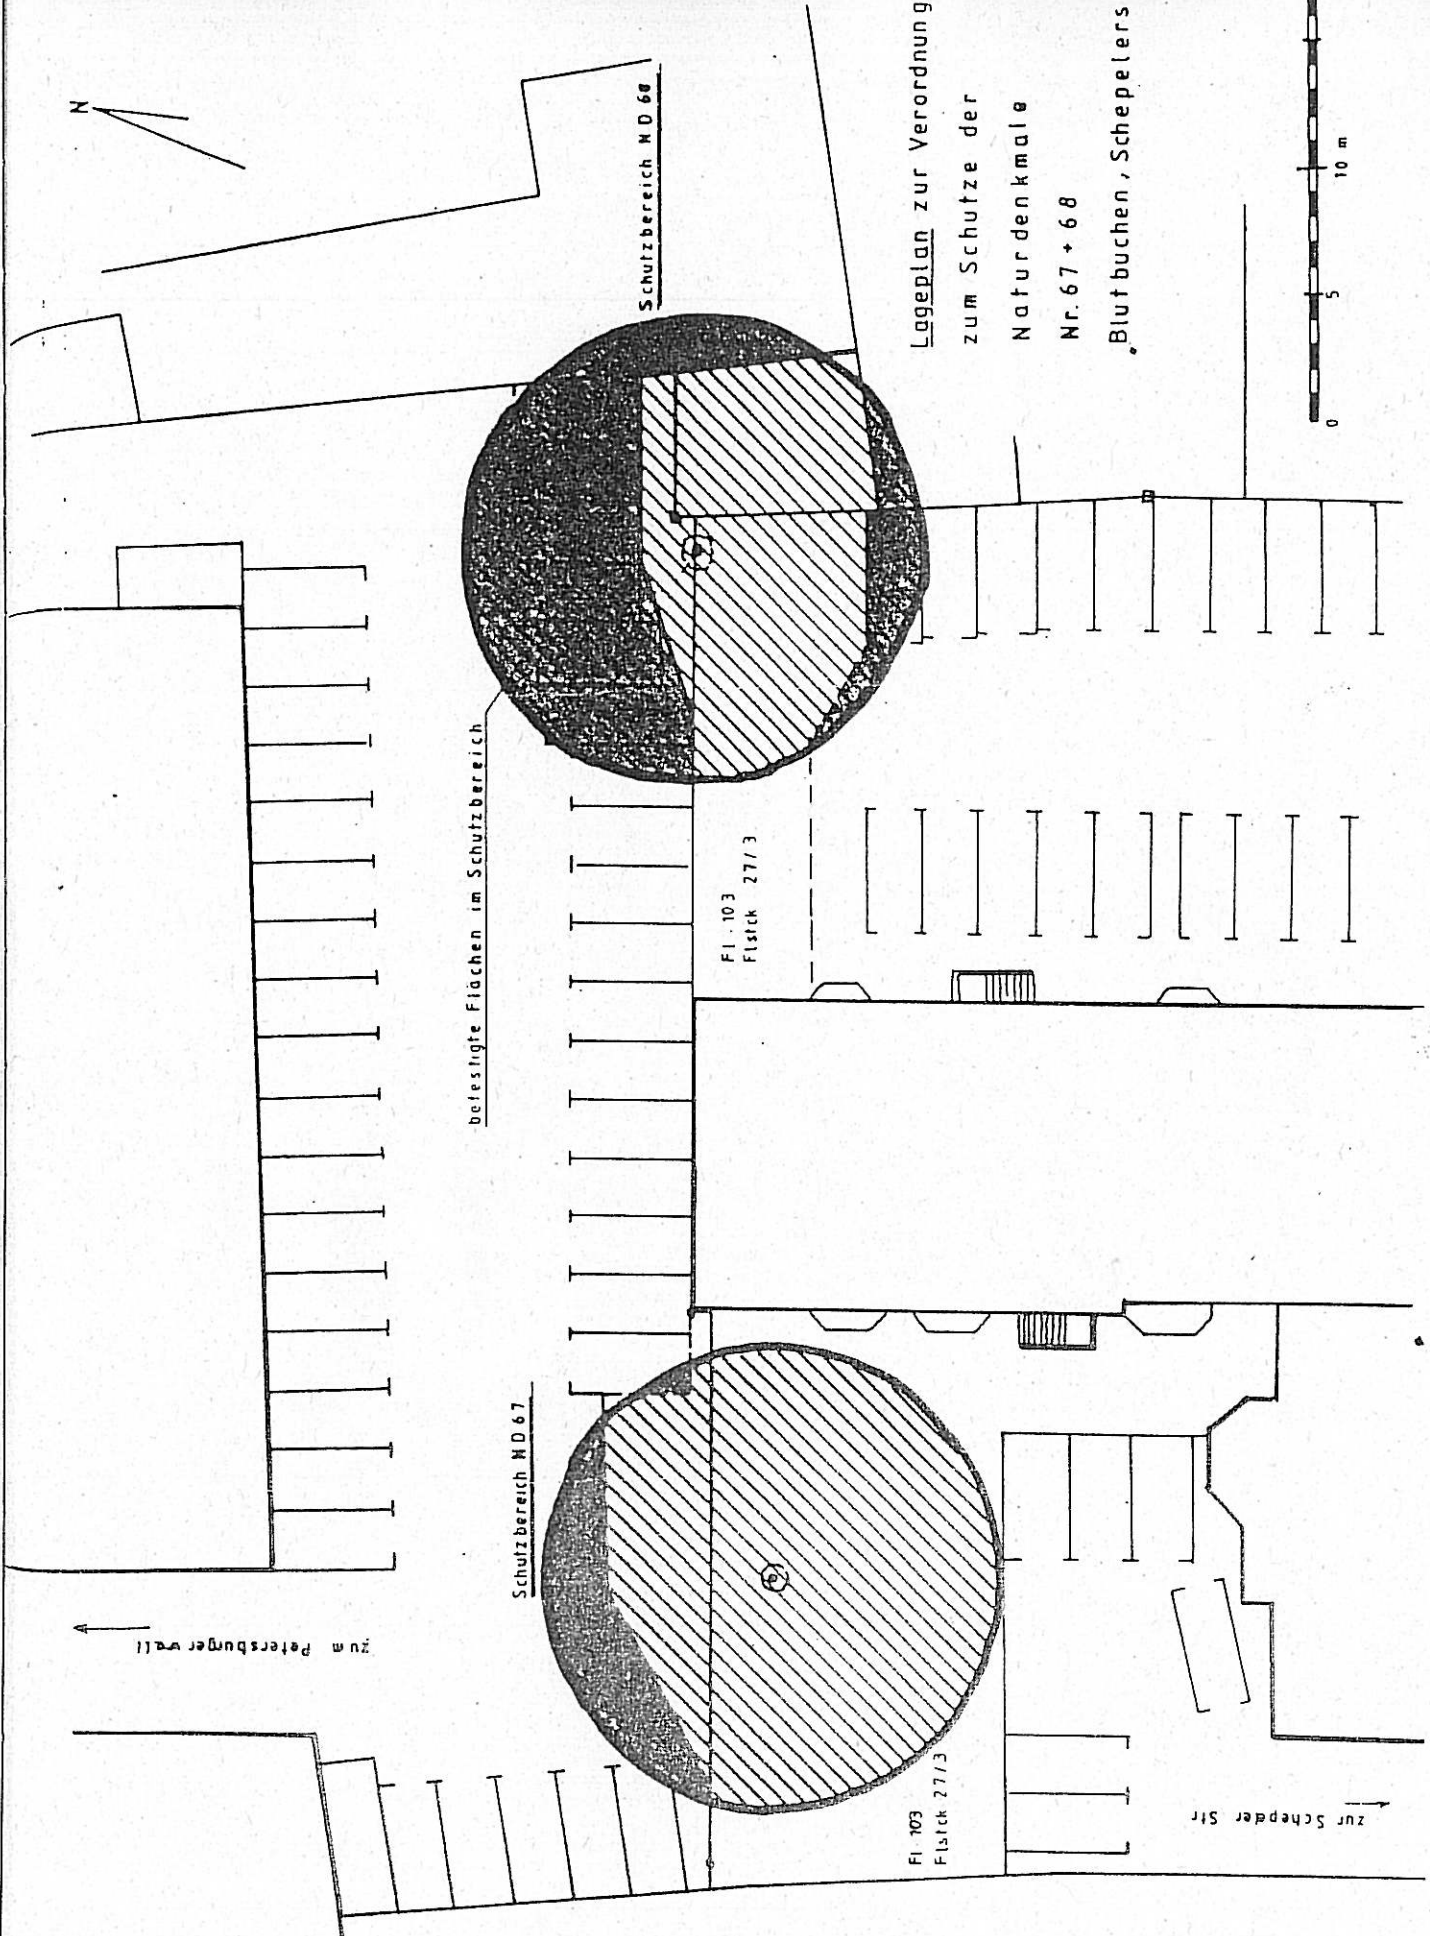 N
Schutzbereich ND 68
Lageplan zur Verordnung
zum Schutze der
Naturdenkmale
Nr. 67 + 68
"Blutbuchen, Schepelers
0
5
10 m
befestigte Flächen im Schutzbereich
Fl. 103
Flstck 27/3
Schutzbereich ND 67
zum Petersburger wall
Fl. 103
Flstck 27/3
zur Schepeler Str